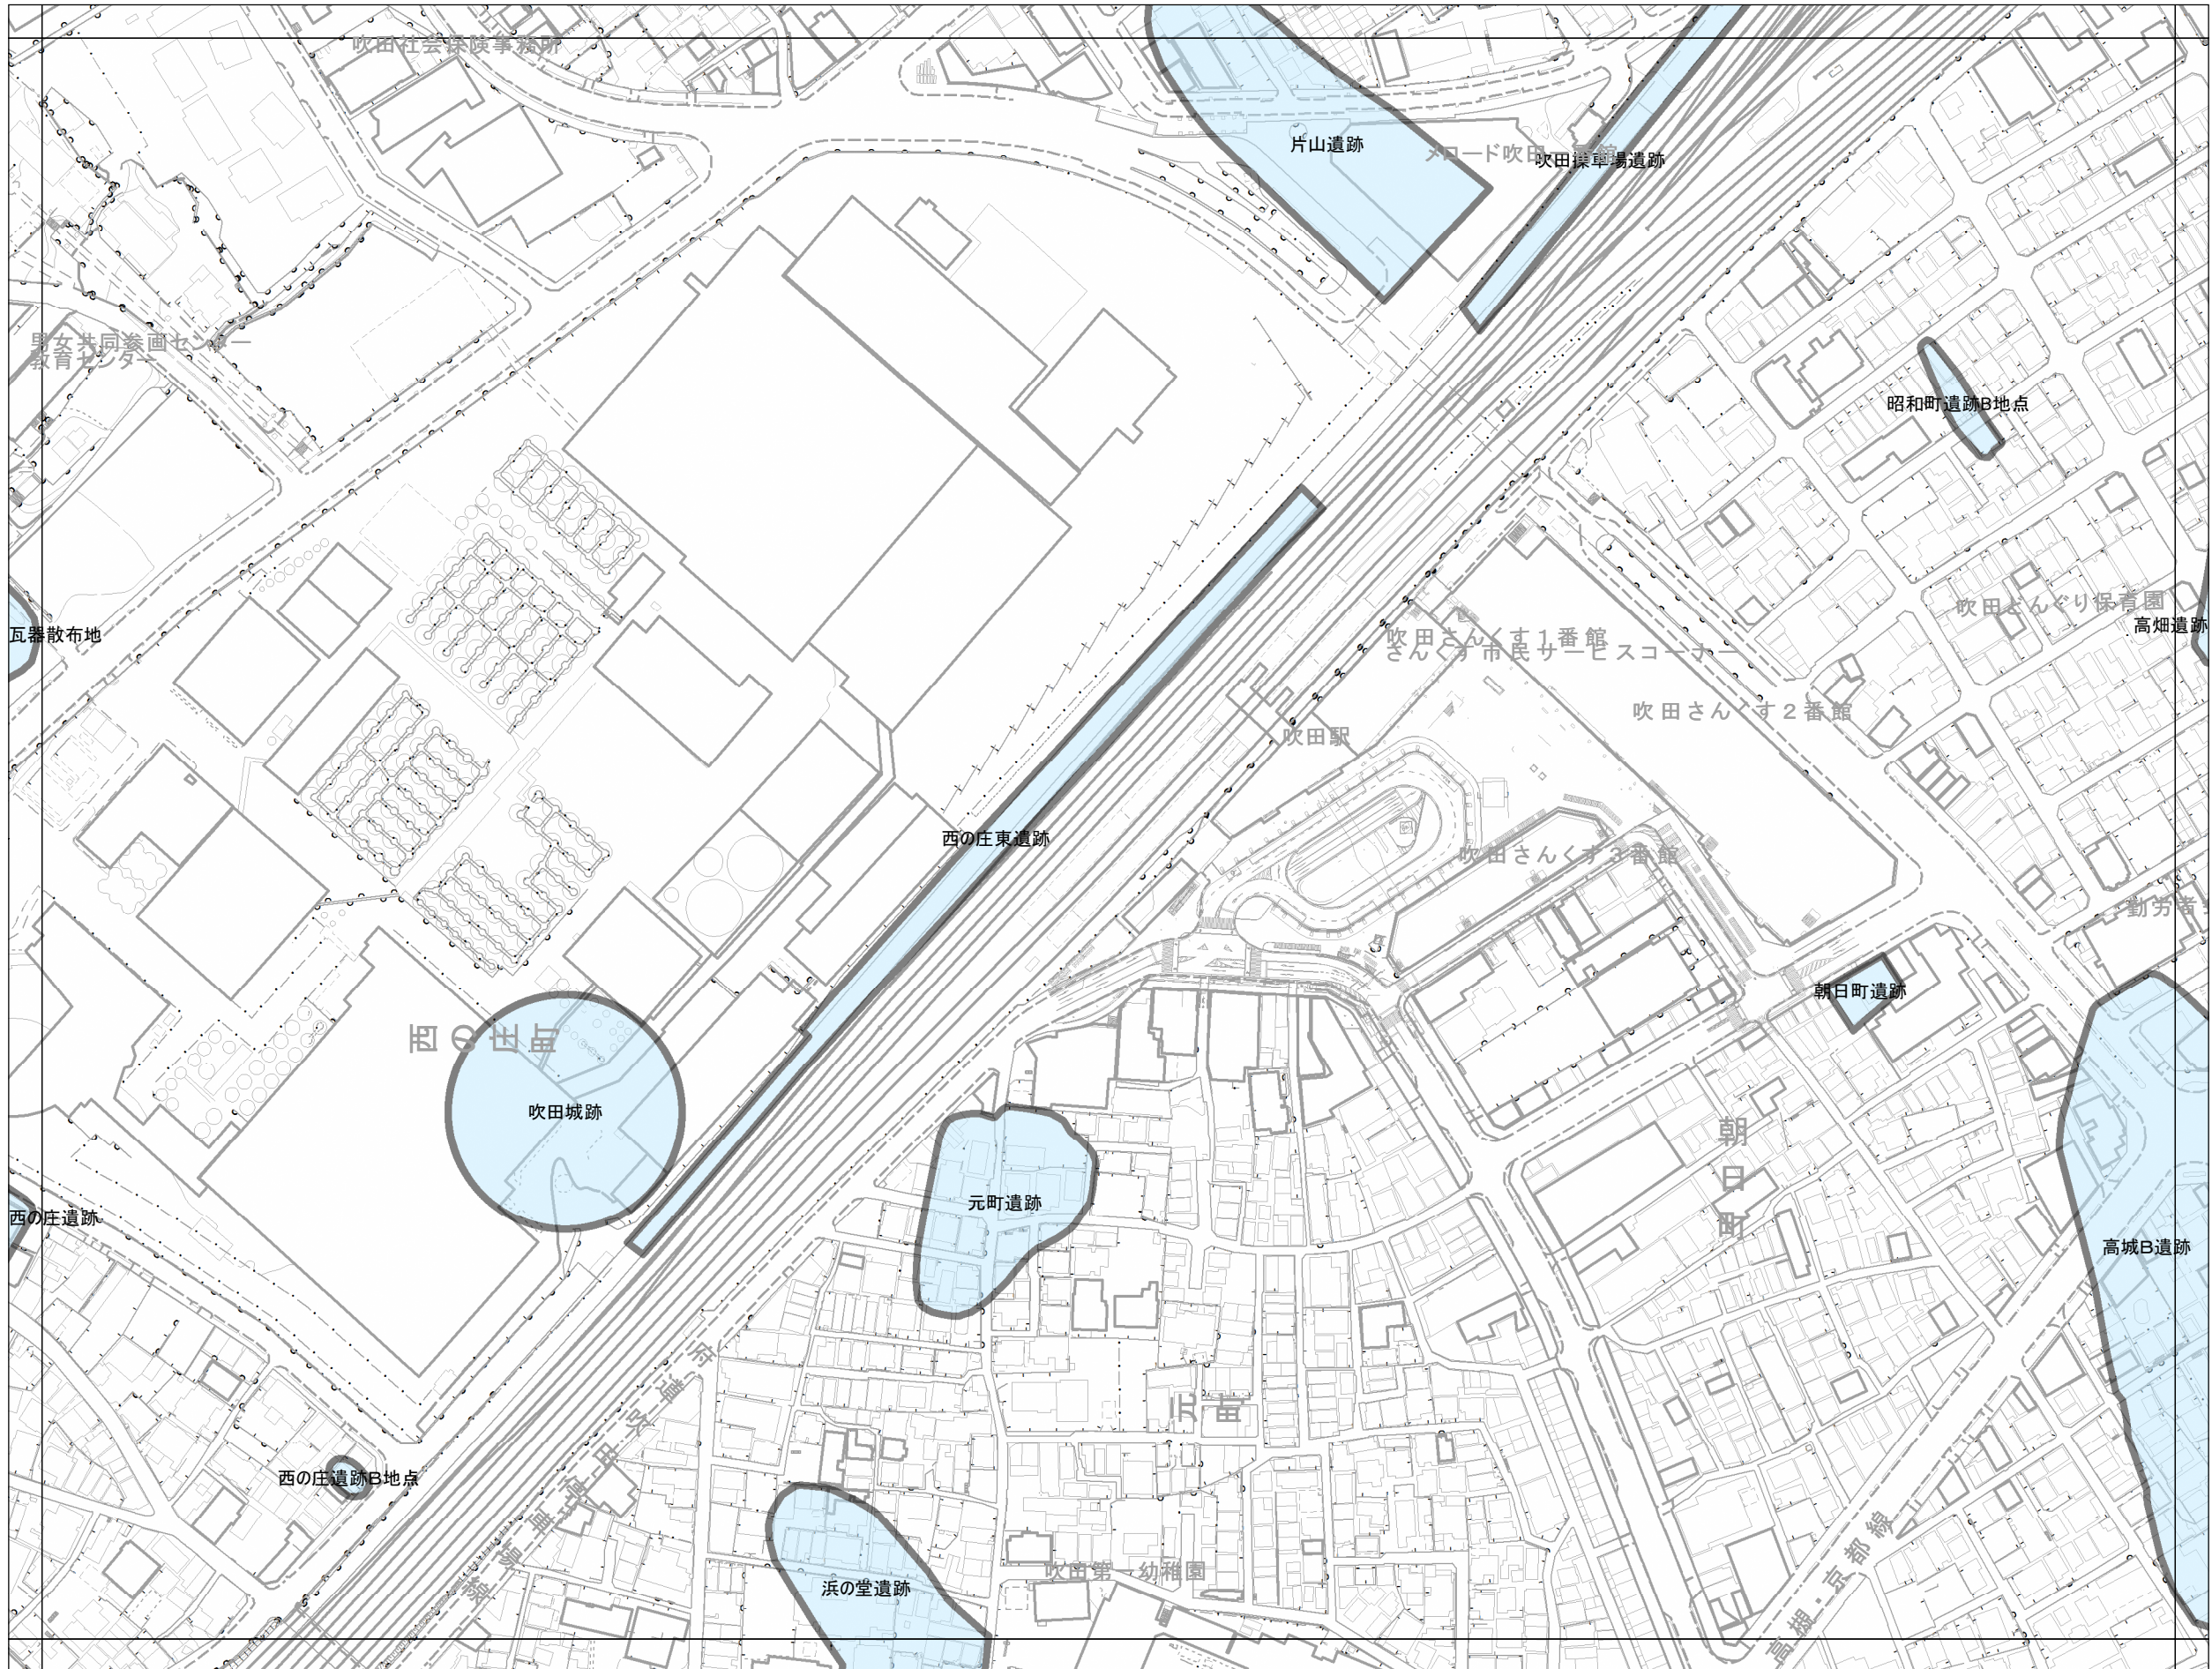 吹田社会保険事務所
片山遺跡
メロード吹田一番館
吹田操車場遺跡
男女共同参画センター
教育センター
昭和町遺跡B地点
吹田どんぐり保育園
高畑遺跡
瓦器散布地
吹田さんくす1番館
さんくす市民サービスコーナー
吹田さんくす2番館
吹田駅
西の庄東遺跡
吹田さんくす3番館
勤労者
朝日町遺跡
西の庄町
吹田城跡
朝日町
元町遺跡
西の庄遺跡
高城B遺跡
府道
元町
西の庄遺跡B地点
高槻・京都線
吹田第一幼稚園
浜の堂遺跡